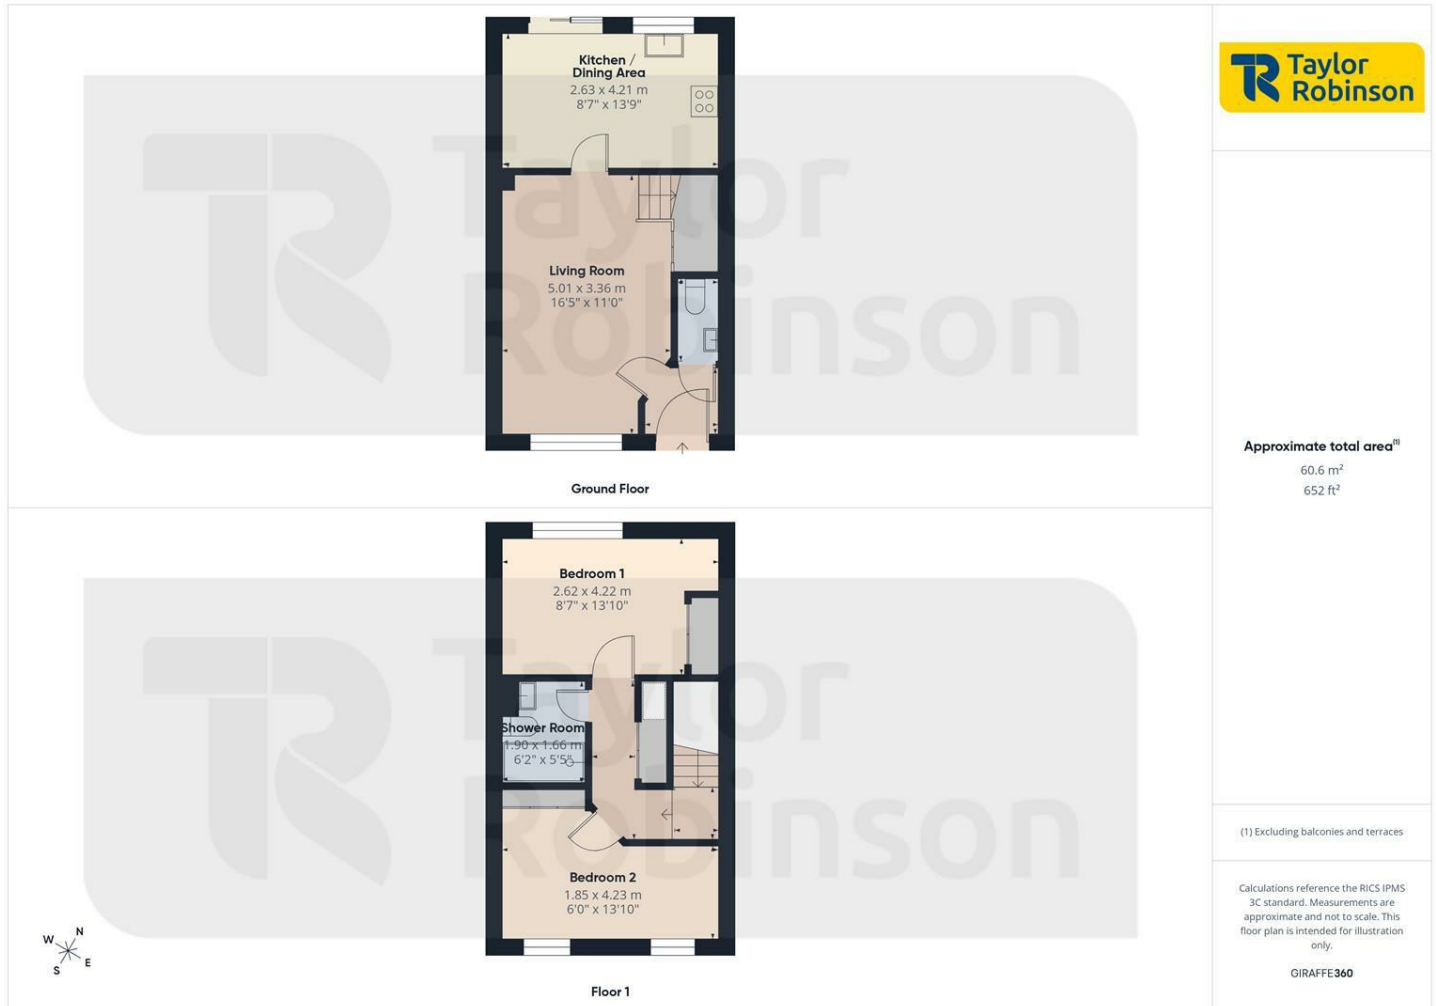 Kitchen /
Dining Area
2.63 x 4.21 m
8'7" x 13'9"
Living Room
5.01 x 3.36 m
16'5" x 11'0"
Taylor
Robinson
Ground Floor
Bedroom 1
2.62 x 4.22 m
8'7" x 13'10"
Shower Room
1.90 x 1.66 m
6'2" x 5'5"
Bedroom 2
1.85 x 4.23 m
6'0" x 13'10"
Taylor
Robinson
W N
S E
Floor 1
Taylor
Robinson
Approximate total area(1)
60.6 m²
652 ft²
(1) Excluding balconies and terraces
Calculations reference the RICS IPMS
3C standard. Measurements are
approximate and not to scale. This
floor plan is intended for illustration
only.
GIRAFFE360